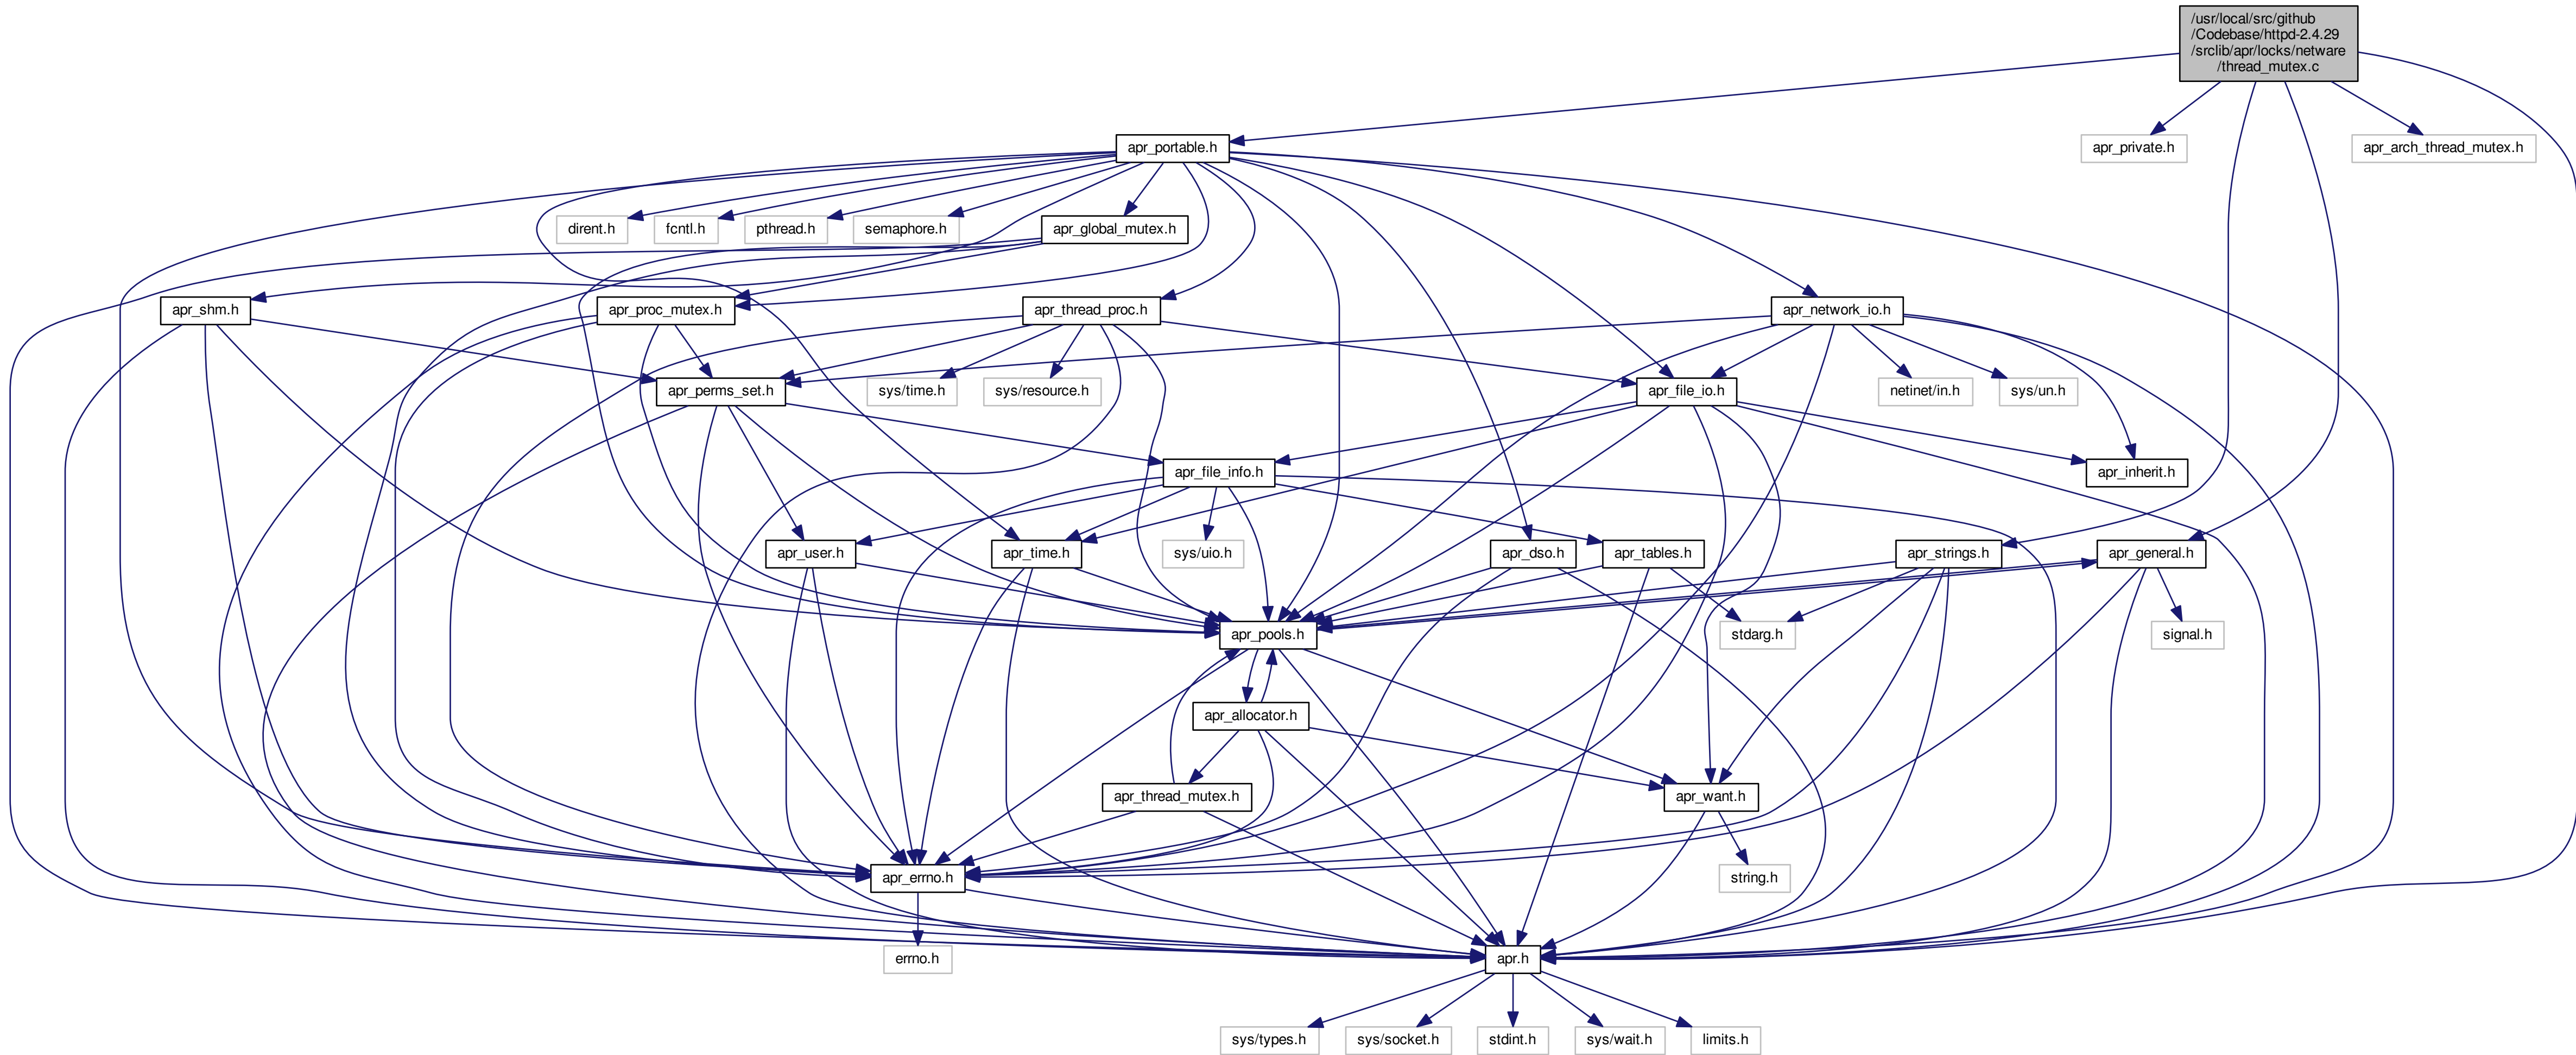 /usr/local/src/github
/Codebase/httpd-2.4.29
/srclib/apr/locks/netware
/thread_mutex.c
apr_portable.h
apr_private.h
apr_arch_thread_mutex.h
dirent.h
fcntl.h
pthread.h
semaphore.h
apr_global_mutex.h
apr_shm.h
apr_proc_mutex.h
apr_thread_proc.h
apr_network_io.h
apr_perms_set.h
sys/time.h
sys/resource.h
apr_file_io.h
netinet/in.h
sys/un.h
apr_file_info.h
apr_inherit.h
apr_user.h
apr_time.h
sys/uio.h
apr_dso.h
apr_tables.h
apr_strings.h
apr_general.h
apr_pools.h
stdarg.h
signal.h
apr_allocator.h
apr_thread_mutex.h
apr_want.h
apr_errno.h
string.h
errno.h
apr.h
sys/types.h
sys/socket.h
stdint.h
sys/wait.h
limits.h